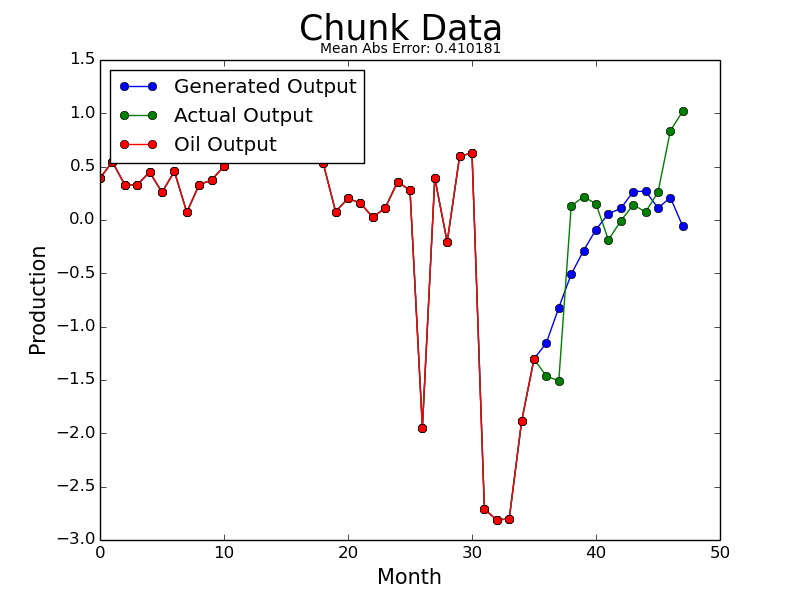 Chunk Data
Mean Abs Error: 0.410181
Generated Output
Actual Output
Oil Output
1.5
1.0
0.5
0.0
−0.5
−1.0
−1.5
−2.0
−2.5
−3.0
Production
0 10 20 30 40 50
Month